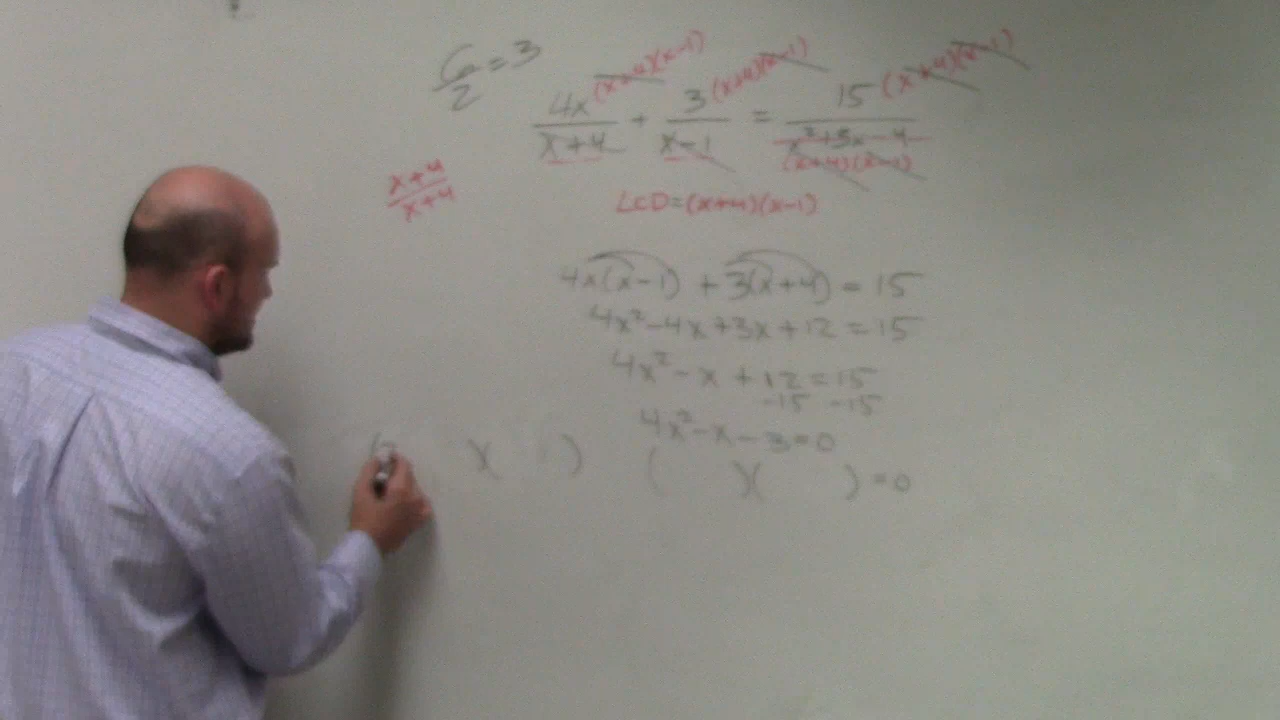 6/2 = 3
4x (x+4)(x-1) / x+4 + 3 (x+4)(x-1) / x-1 = 15 (x+4)(x-1) / x²+3x-4
(x+4)(x-1)
x+4 / x+4
LCD=(x+4)(x-1)
4x(x-1) + 3(x+4) = 15
4x²-4x+3x+12=15
4x²-x+12=15
-15 -15
4x²-x-3=0
( )( )
( )( )=0